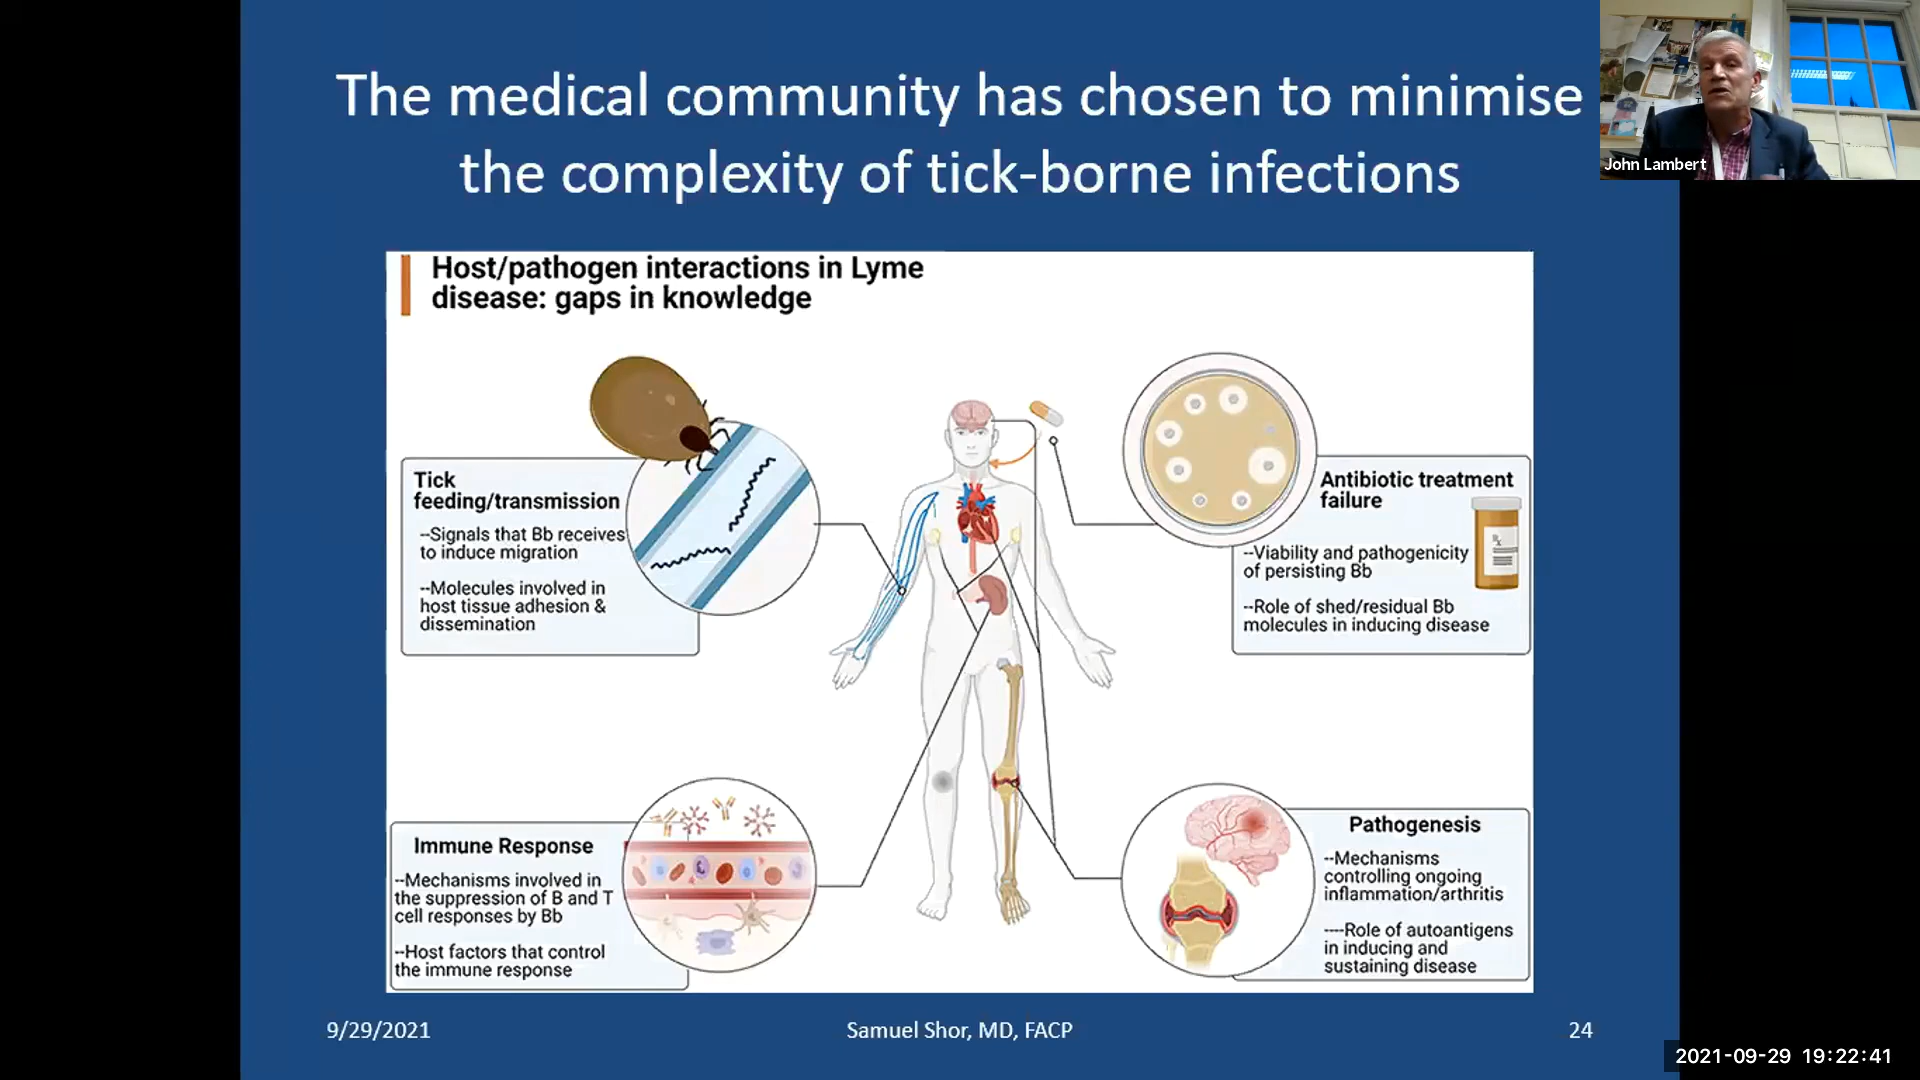 The medical community has chosen to minimise
the complexity of tick-borne infections
John Lambert
Host/pathogen interactions in Lyme
disease: gaps in knowledge
Tick
feeding/transmission
--Signals that Bb receives
to induce migration
--Molecules involved in
host tissue adhesion &
dissemination
Antibiotic treatment
failure
--Viability and pathogenicity
of persisting Bb
--Role of shed/residual Bb
molecules in inducing disease
Rx
Immune Response
--Mechanisms involved in
the suppression of B and T
cell responses by Bb
--Host factors that control
the immune response
Pathogenesis
--Mechanisms
controlling ongoing
inflammation/arthritis
----Role of autoantigens
in inducing and
sustaining disease
9/29/2021
Samuel Shor, MD, FACP
24
2021-09-29 19:22:41